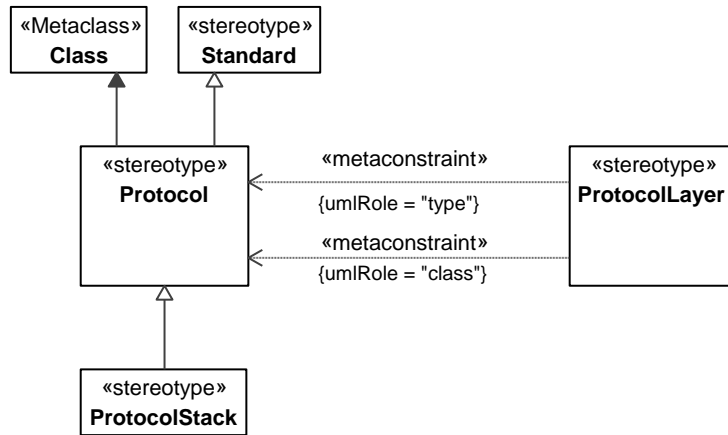 «Metaclass»
Class
«stereotype»
Standard
«stereotype»
Protocol
«metaconstraint»
{umlRole = "type"}
«metaconstraint»
{umlRole = "class"}
«stereotype»
ProtocolLayer
«stereotype»
ProtocolStack